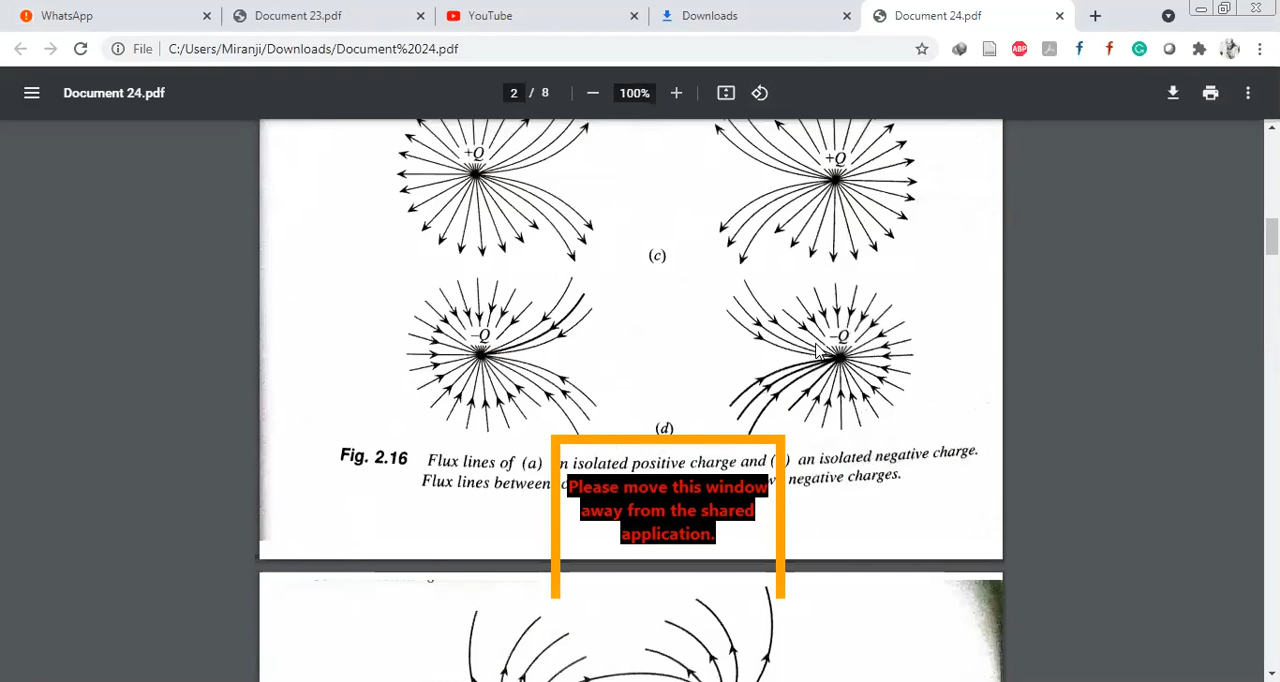 WhatsApp
Document 23.pdf
YouTube
Downloads
Document 24.pdf
File
C:/Users/Miranji/Downloads/Document%2024.pdf
ABP
Document 24.pdf
2 / 8
100%
+Q
+Q
(c)
–Q
–Q
(d)
Fig. 2.16 Flux lines of (a) n isolated positive charge and ( ) an isolated negative charge.
Flux lines between negative charges.
Please move this window
away from the shared
application.